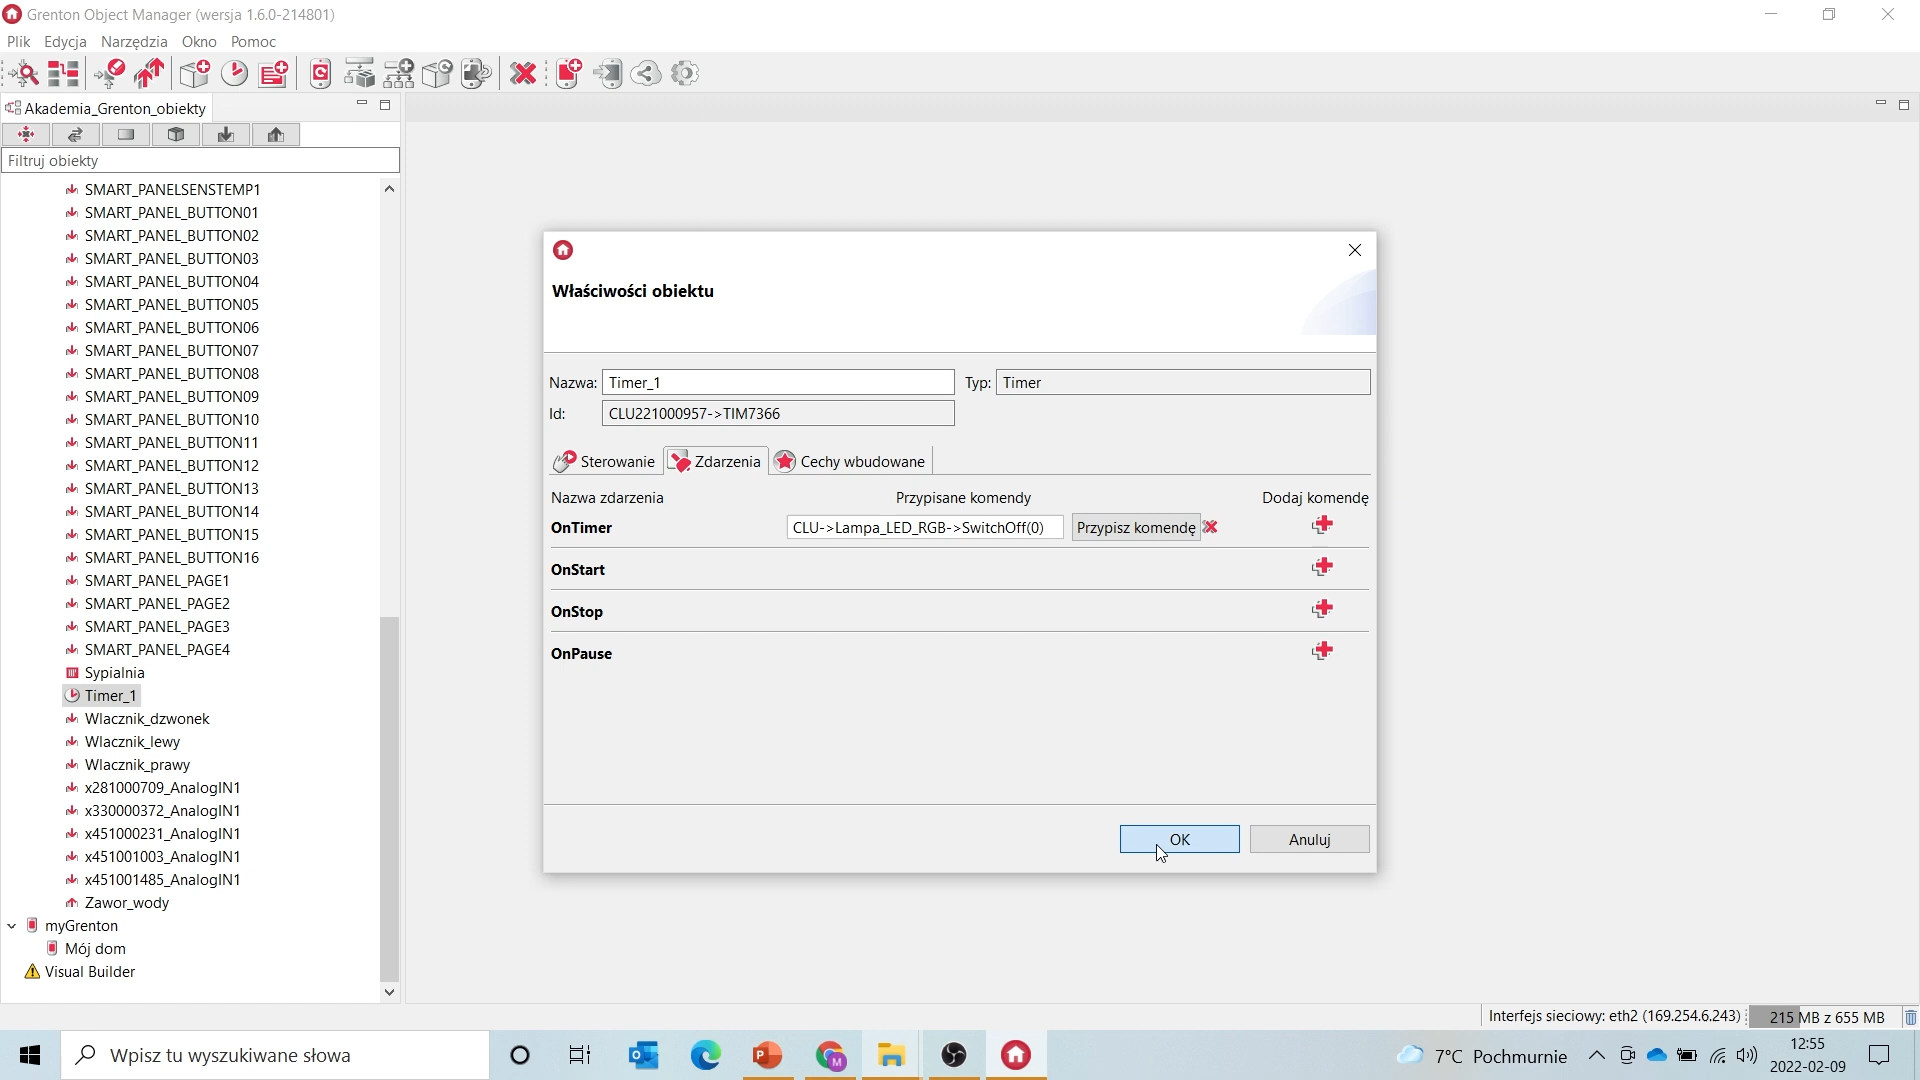 Grenton Object Manager (wersja 1.6.0-214801)
Plik Edycja Narzędzia Okno Pomoc
Akademia_Grenton_obiekty
Filtruj obiekty
SMART_PANELSENSTEMP1
SMART_PANEL_BUTTON01
SMART_PANEL_BUTTON02
SMART_PANEL_BUTTON03
SMART_PANEL_BUTTON04
SMART_PANEL_BUTTON05
SMART_PANEL_BUTTON06
SMART_PANEL_BUTTON07
SMART_PANEL_BUTTON08
SMART_PANEL_BUTTON09
SMART_PANEL_BUTTON10
SMART_PANEL_BUTTON11
SMART_PANEL_BUTTON12
SMART_PANEL_BUTTON13
SMART_PANEL_BUTTON14
SMART_PANEL_BUTTON15
SMART_PANEL_BUTTON16
SMART_PANEL_PAGE1
SMART_PANEL_PAGE2
SMART_PANEL_PAGE3
SMART_PANEL_PAGE4
Sypialnia
Timer_1
Wlacznik_dzwonek
Wlacznik_lewy
Wlacznik_prawy
x281000709_AnalogIN1
x330000372_AnalogIN1
x451000231_AnalogIN1
x451001003_AnalogIN1
x451001485_AnalogIN1
Zawor_wody
myGrenton
Mój dom
Visual Builder
Właściwości obiektu
Nazwa: Timer_1 Typ: Timer
Id: CLU221000957->TIM7366
Sterowanie Zdarzenia Cechy wbudowane
Nazwa zdarzenia Przypisane komendy Dodaj komendę
OnTimer CLU->Lampa_LED_RGB->SwitchOff(0) Przypisz komendę
OnStart
OnStop
OnPause
OK Anuluj
Interfejs sieciowy: eth2 (169.254.6.243) 215 MB z 655 MB
Wpisz tu wyszukiwane słowa
7°C Pochmurnie
12:55
2022-02-09